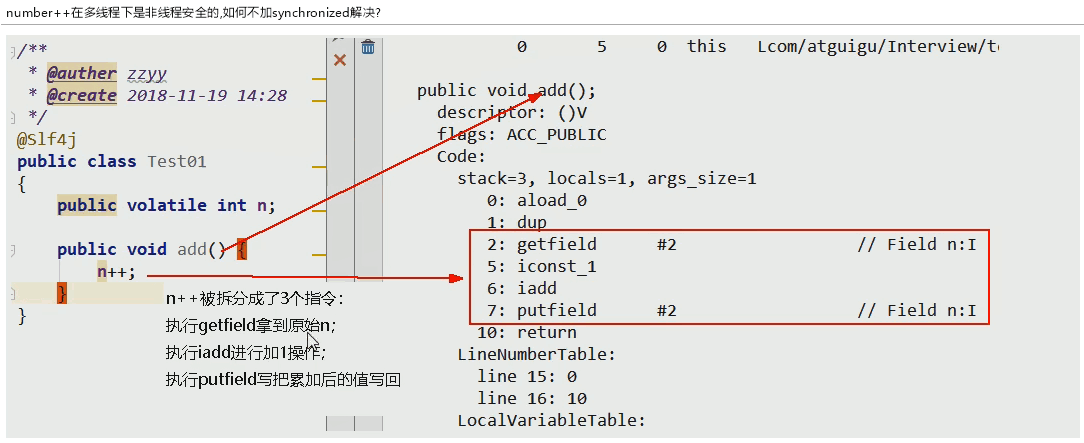 number++在多线程下是非线程安全的,如何不加synchronized解决?
/**
* @auther zzyy
* @create 2018-11-19 14:28
*/
@Slf4j
public class Test01
{
public volatile int n;
public void add() {
n++;
}
}
n++被拆分成了3个指令:
执行getfield拿到原始n;
执行iadd进行加1操作;
执行putfield写把累加后的值写回
0 5 0 this Lcom/atguigu/Interview/te
public void add();
descriptor: ()V
flags: ACC_PUBLIC
Code:
stack=3, locals=1, args_size=1
0: aload_0
1: dup
2: getfield #2 // Field n:I
5: iconst_1
6: iadd
7: putfield #2 // Field n:I
10: return
LineNumberTable:
line 15: 0
line 16: 10
LocalVariableTable: